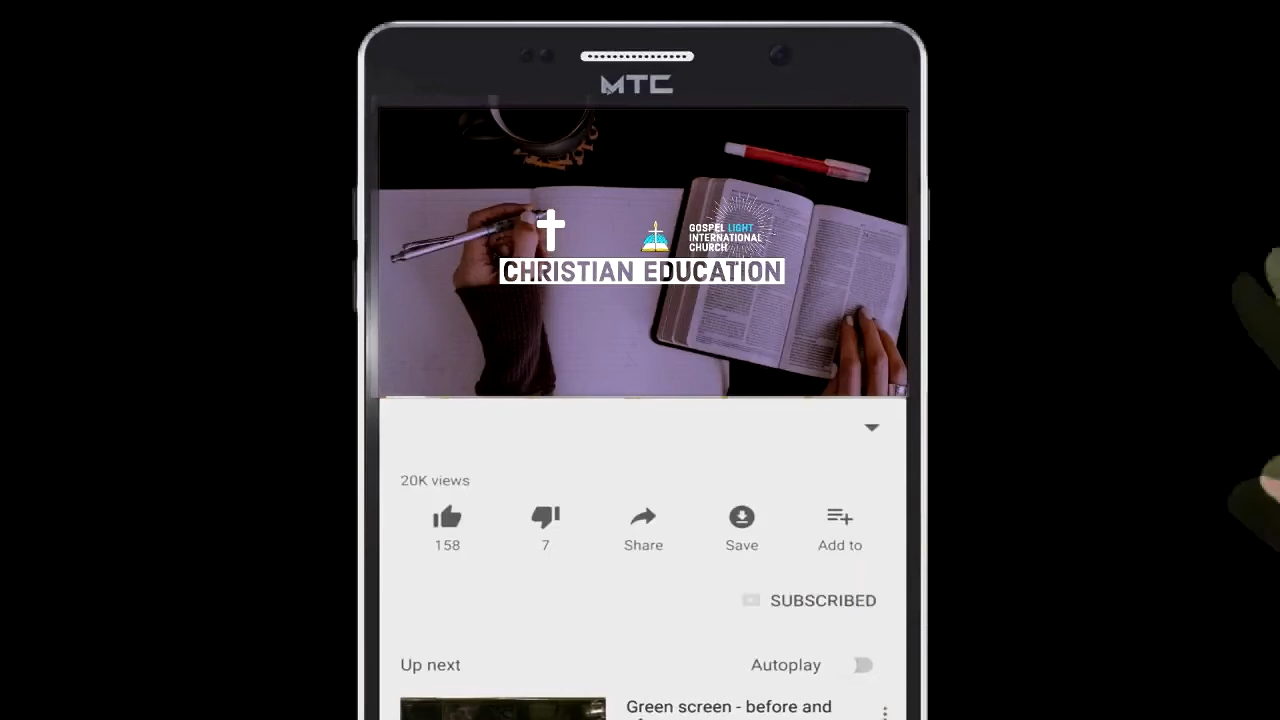 MTC
GOSPEL LIGHT
INTERNATIONAL
CHURCH
CHRISTIAN EDUCATION
20K views
158
7
Share
Save
Add to
SUBSCRIBED
Up next
Autoplay
Green screen - before and